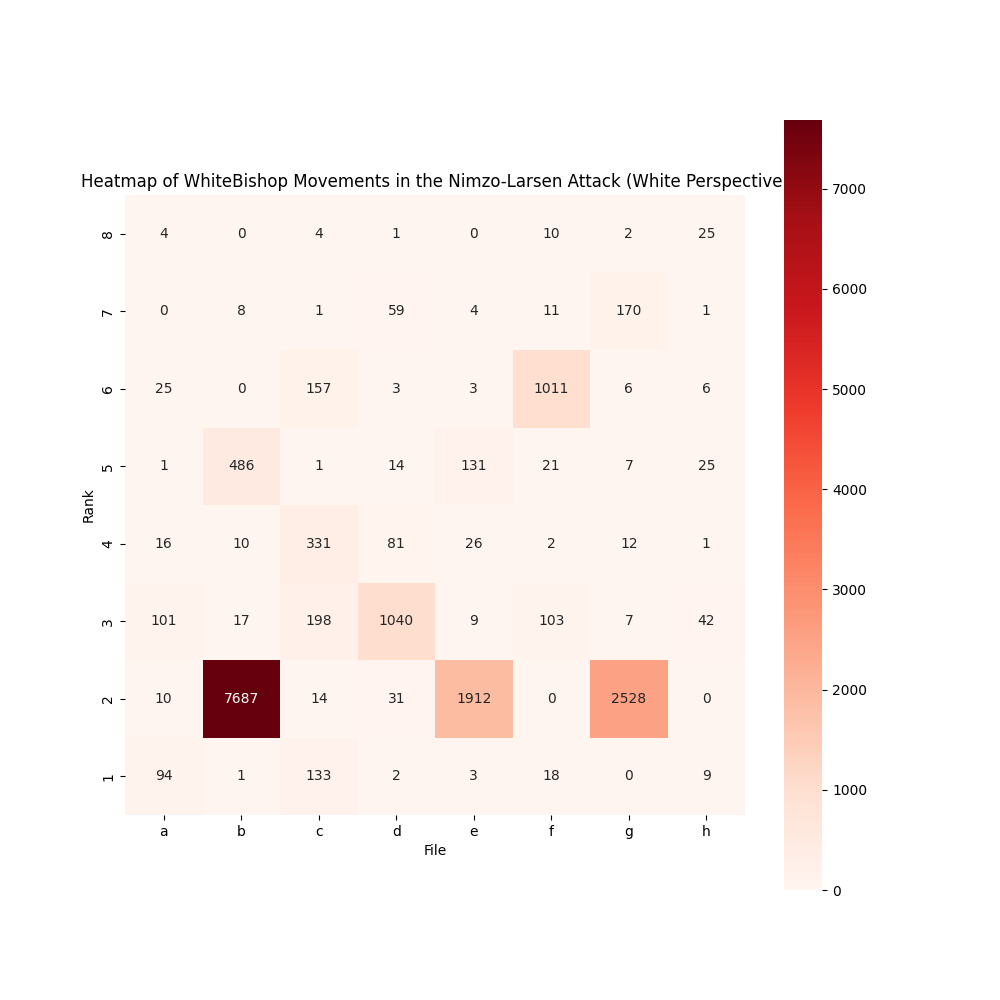 Heatmap of WhiteBishop Movements in the Nimzo-Larsen Attack (White Perspective
8 4 0 4 1 0 10 2 25
7 0 8 1 59 4 11 170 1
6 25 0 157 3 3 1011 6 6
5 1 486 1 14 131 21 7 25
4 16 10 331 81 26 2 12 1
3 101 17 198 1040 9 103 7 42
2 10 7687 14 31 1912 0 2528 0
1 94 1 133 2 3 18 0 9
a b c d e f g h
File
Rank
7000
6000
5000
4000
3000
2000
1000
0